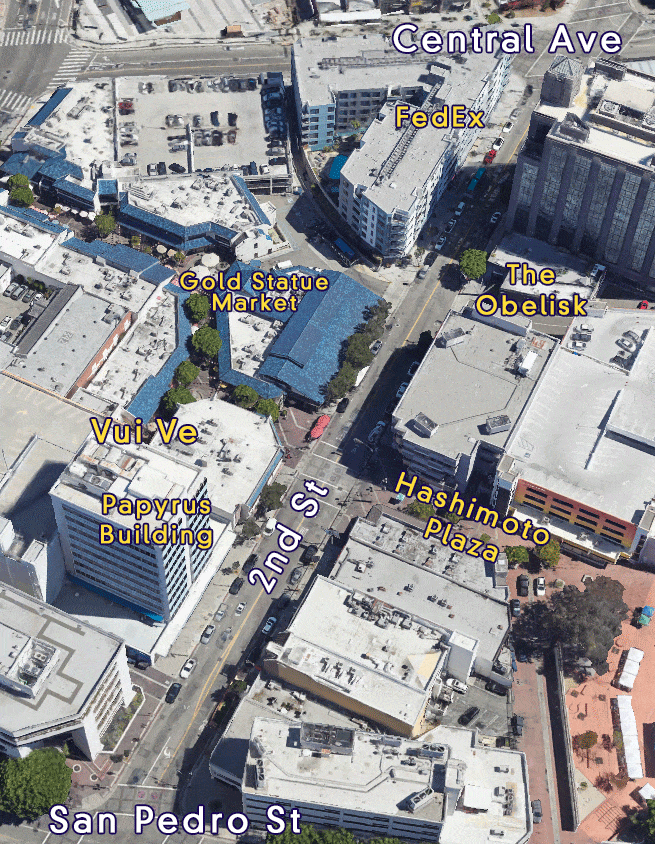 Central Ave
FedEx
Gold Statue
Market
The
Obelisk
Vui Ve
Papyrus
Building
Hashimoto
Plaza
2nd St
San Pedro St